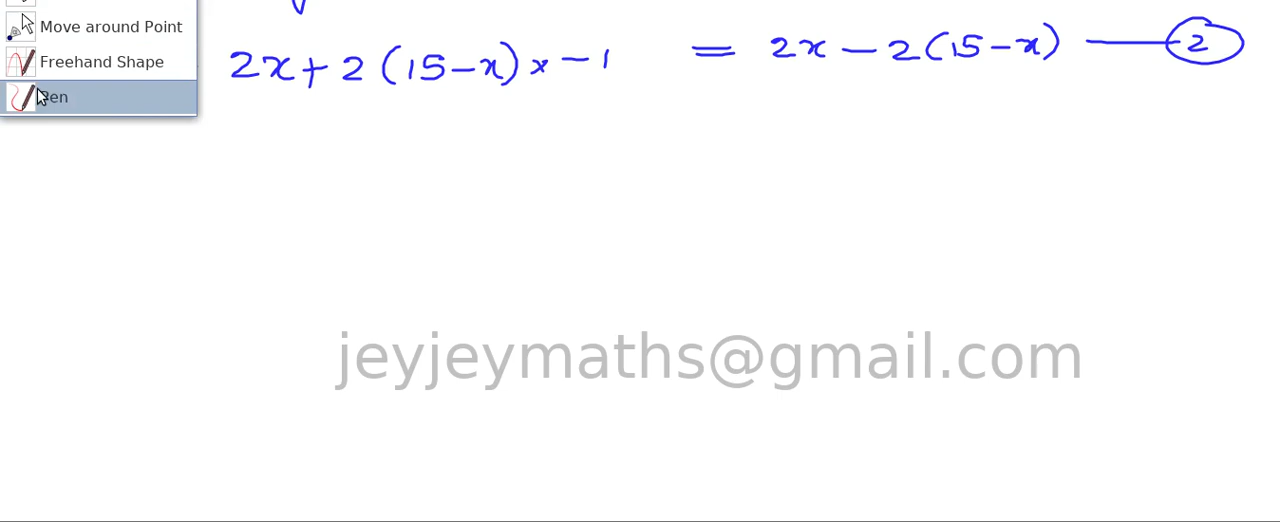 Move around Point
Freehand Shape
Pen
2x+2(15-x)×-1 = 2x-2(15-x) — 2
jeyjeymaths@gmail.com